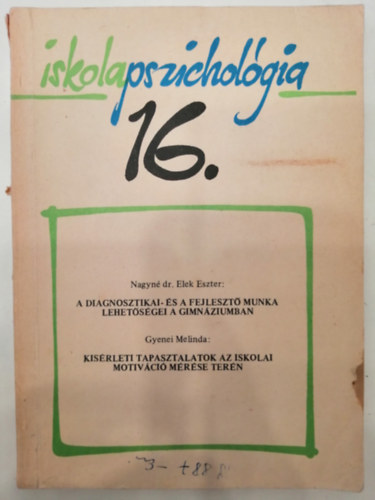 iskolapszichológia
16.
Nagyné dr. Elek Eszter:
A DIAGNOSZTIKAI- ÉS A FEJLESZTŐ MUNKA
LEHETŐSÉGEI A GIMNÁZIUMBAN
Gyenei Melinda:
KISÉRLETI TAPASZTALATOK AZ ISKOLAI
MOTIVÁCIÓ MÉRÉSE TERÉN